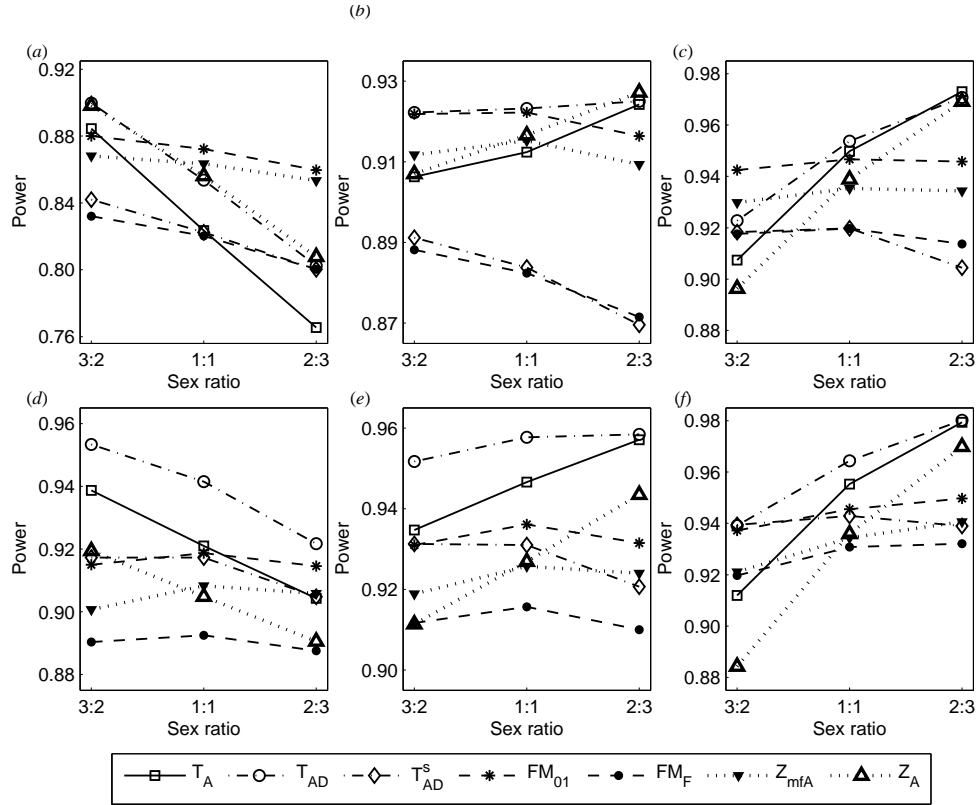 (b)
(a)
(c)
0.92
0.88
0.84
0.80
0.76
Power
3:2 1:1 2:3
Sex ratio
0.93
0.91
0.89
0.87
Power
3:2 1:1 2:3
Sex ratio
0.98
0.96
0.94
0.92
0.90
0.88
Power
3:2 1:1 2:3
Sex ratio
(d)
0.96
0.94
0.92
0.90
0.88
Power
3:2 1:1 2:3
Sex ratio
(e)
0.96
0.94
0.92
0.90
Power
3:2 1:1 2:3
Sex ratio
(f)
0.98
0.96
0.94
0.92
0.90
0.88
Power
3:2 1:1 2:3
Sex ratio
T_A T_AD T^s_AD FM_01 FM_F Z_mfA Z_A